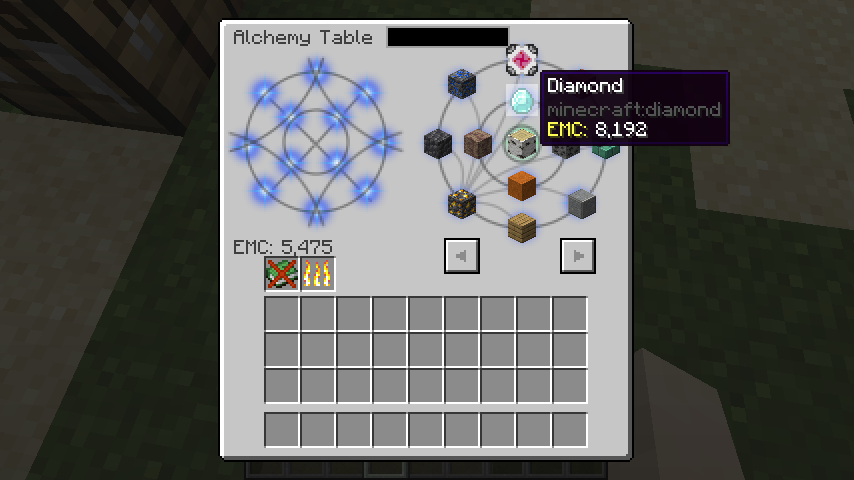 Alchemy Table
Diamond
minecraft:diamond
EMC: 8,192
EMC: 5,475